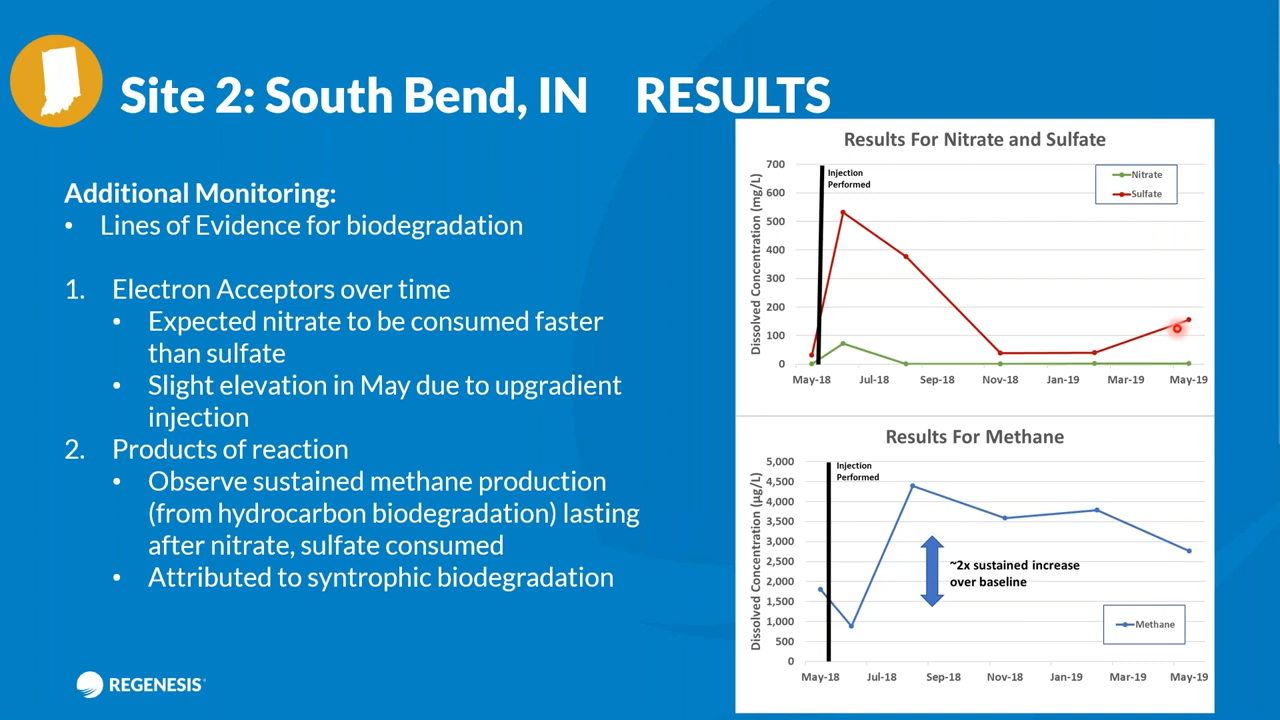 Site 2: South Bend, IN RESULTS
Additional Monitoring:
• Lines of Evidence for biodegradation
1. Electron Acceptors over time
• Expected nitrate to be consumed faster
than sulfate
• Slight elevation in May due to upgradient
injection
2. Products of reaction
• Observe sustained methane production
(from hydrocarbon biodegradation) lasting
after nitrate, sulfate consumed
• Attributed to syntrophic biodegradation
REGENESIS
Results For Nitrate and Sulfate
Dissolved Concentration (mg/L)
700
600
500
400
300
200
100
0
Injection
Performed
Nitrate
Sulfate
May-18 Jul-18 Sep-18 Nov-18 Jan-19 Mar-19 May-19
Results For Methane
Dissolved Concentration (µg/L)
5,000
4,500
4,000
3,500
3,000
2,500
2,000
1,500
1,000
500
0
Injection
Performed
~2x sustained increase
over baseline
Methane
May-18 Jul-18 Sep-18 Nov-18 Jan-19 Mar-19 May-19